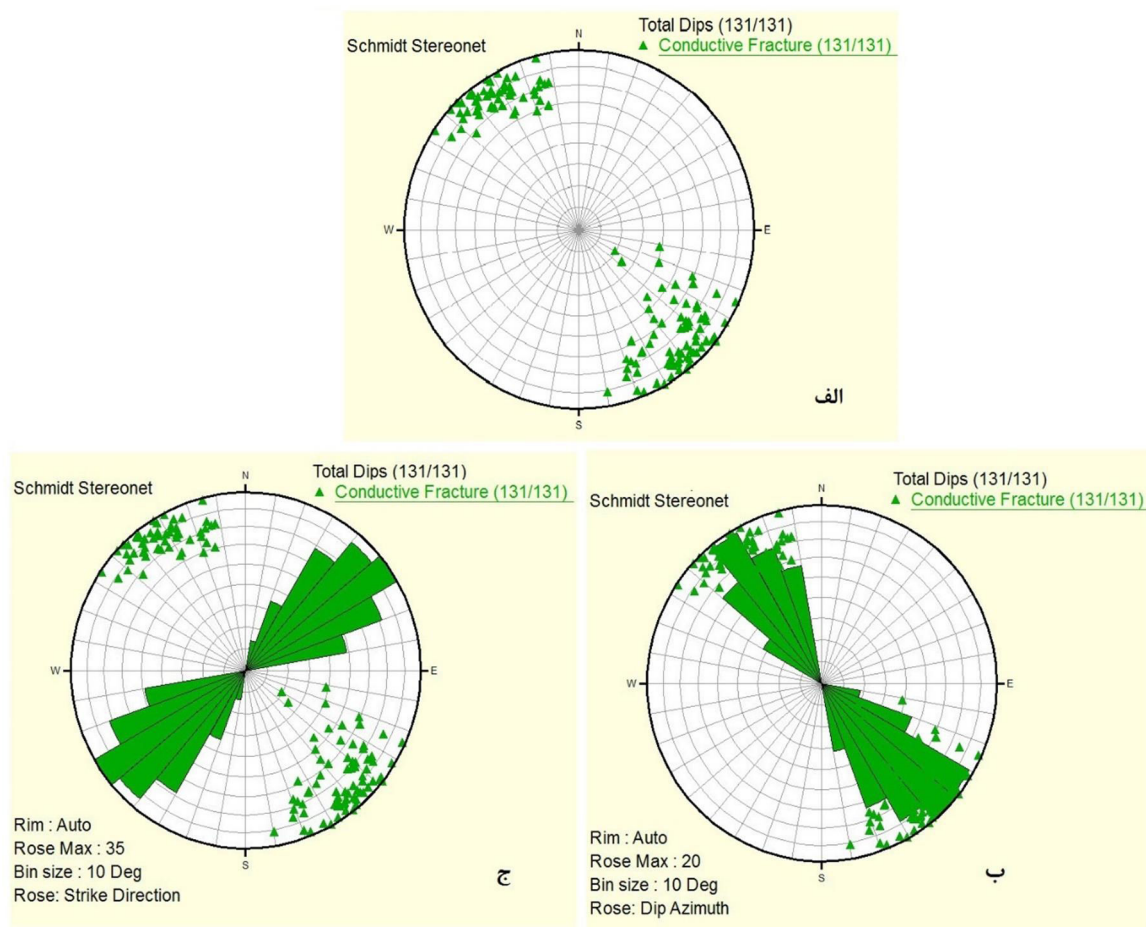 Total Dips (131/131)
Schmidt Stereonet
▲ Conductive Fracture (131/131)
N
W
E
S
الف
Total Dips (131/131)
Schmidt Stereonet
▲ Conductive Fracture (131/131)
N
W
E
S
Rim : Auto
Rose Max : 35
Bin size : 10 Deg
Rose: Strike Direction
ج
Total Dips (131/131)
Schmidt Stereonet
▲ Conductive Fracture (131/131)
N
W
E
S
Rim : Auto
Rose Max : 20
Bin size : 10 Deg
Rose: Dip Azimuth
ب